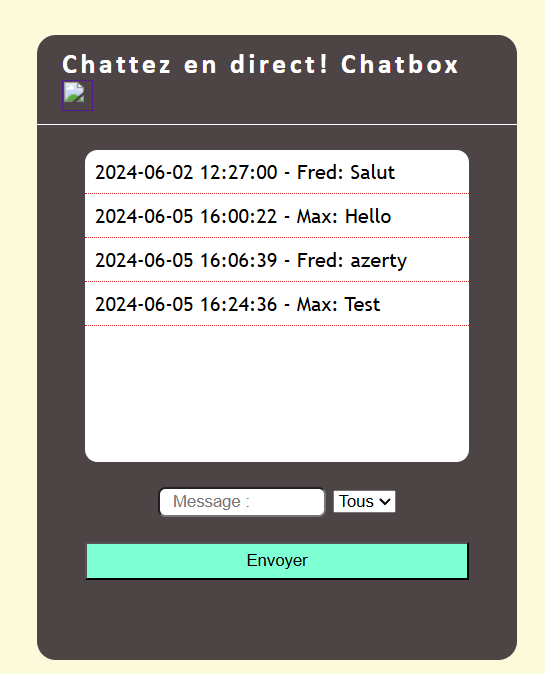 Chattez en direct! Chatbox
2024-06-02 12:27:00 - Fred: Salut
2024-06-05 16:00:22 - Max: Hello
2024-06-05 16:06:39 - Fred: azerty
2024-06-05 16:24:36 - Max: Test
Message : Tous
Envoyer